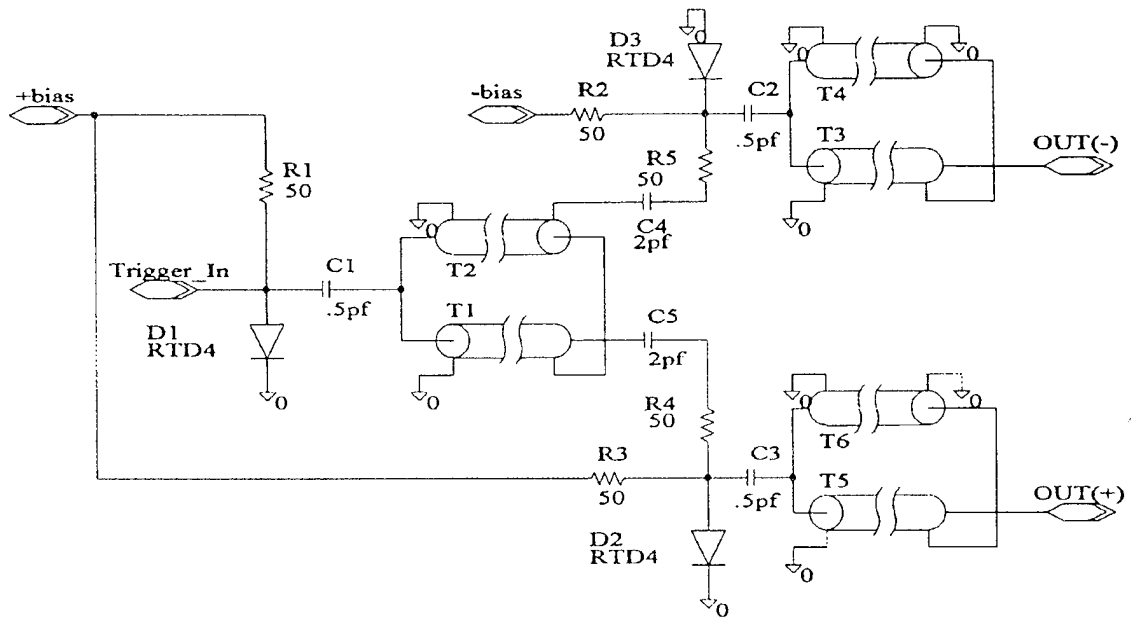 +bias
-bias
D3
RTD4
0
R2
50
C2
.5pf
0
0
T4
T3
OUT(-)
0
R1
50
R5
50
C4
2pf
0
T2
T1
Trigger_In
C1
.5pf
D1
RTD4
0
0
C5
2pf
R4
50
R3
50
C3
.5pf
0
0
T6
T5
OUT(+)
0
D2
RTD4
0